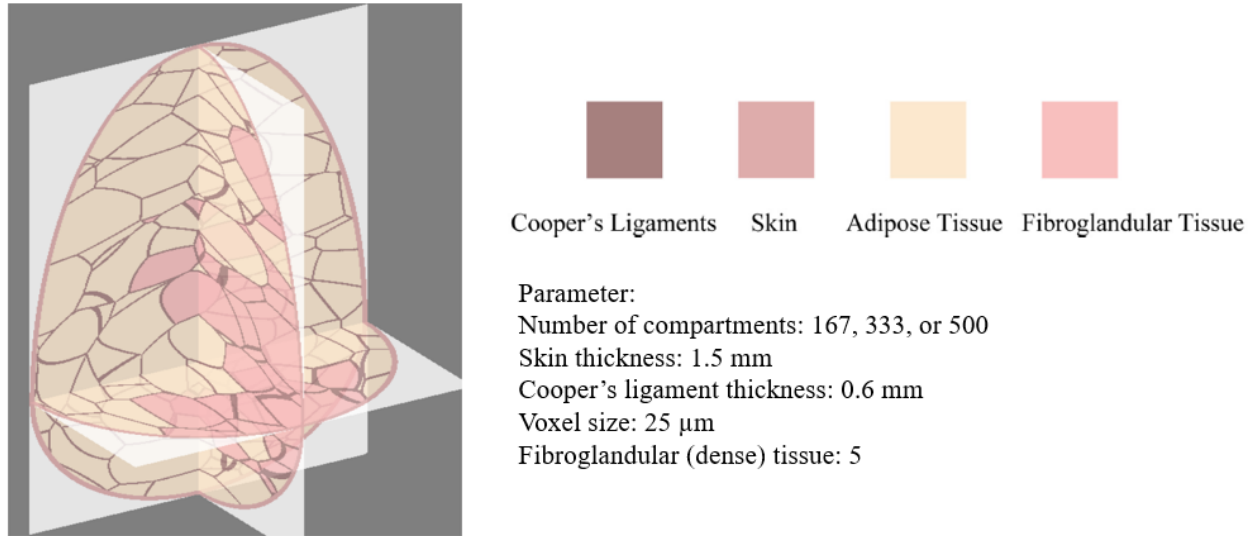 Cooper's Ligaments Skin Adipose Tissue Fibroglandular Tissue
Parameter:
Number of compartments: 167, 333, or 500
Skin thickness: 1.5 mm
Cooper's ligament thickness: 0.6 mm
Voxel size: 25 µm
Fibroglandular (dense) tissue: 5